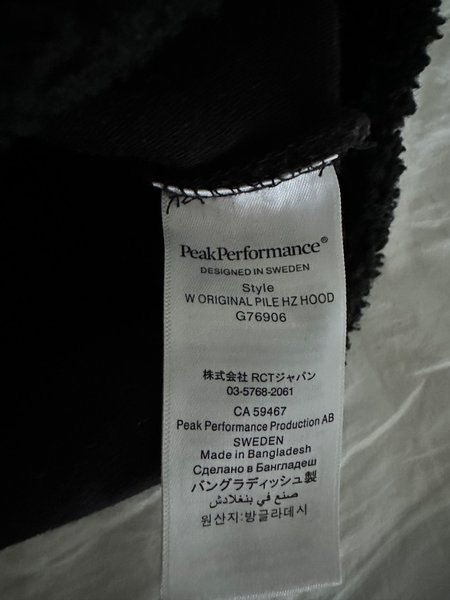 PeakPerformance®
DESIGNED IN SWEDEN
Style
W ORIGINAL PILE HZ HOOD
G76906
株式会社 RCTジャパン
03-5768-2061
CA 59467
Peak Performance Production AB
SWEDEN
Made in Bangladesh
Сделано в Бангладеш
バングラディッシュ製
صنع في بنغلادش
원산지:방글라데시